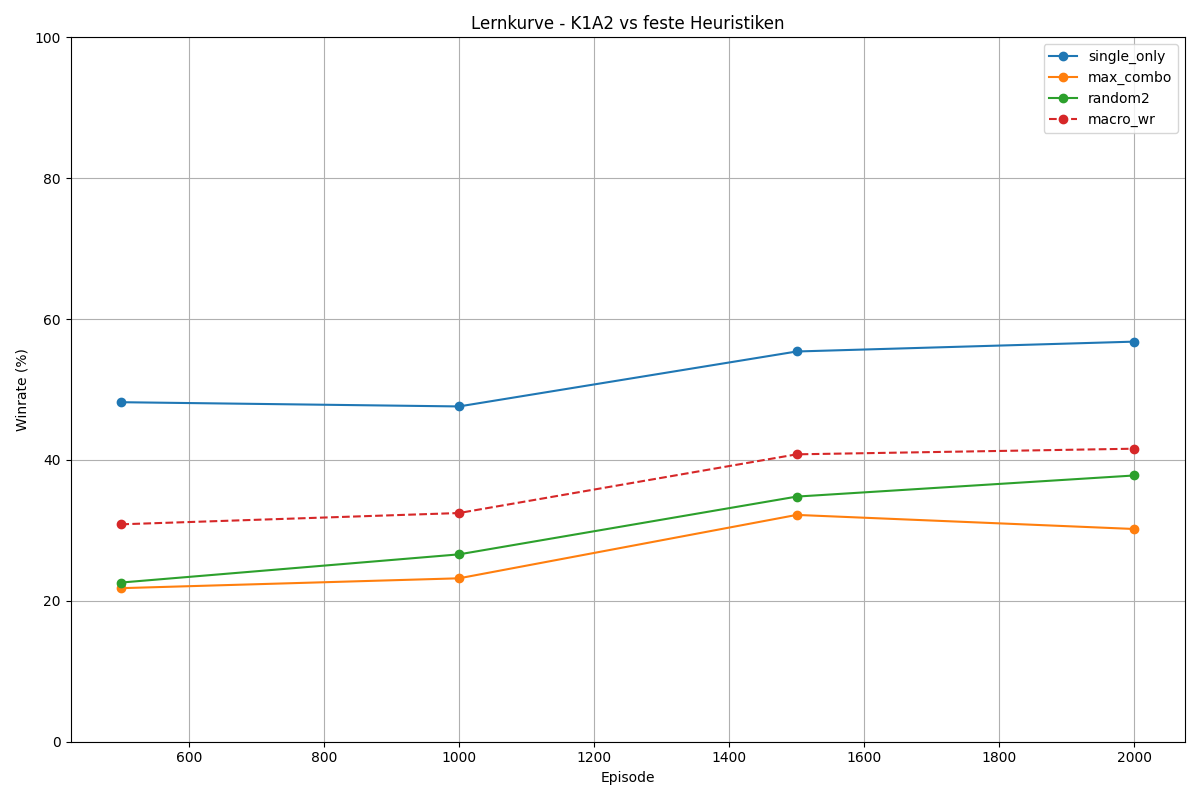 Lernkurve - K1A2 vs feste Heuristiken
100
80
60
40
20
0
Winrate (%)
single_only
max_combo
random2
macro_wr
600 800 1000 1200 1400 1600 1800 2000
Episode